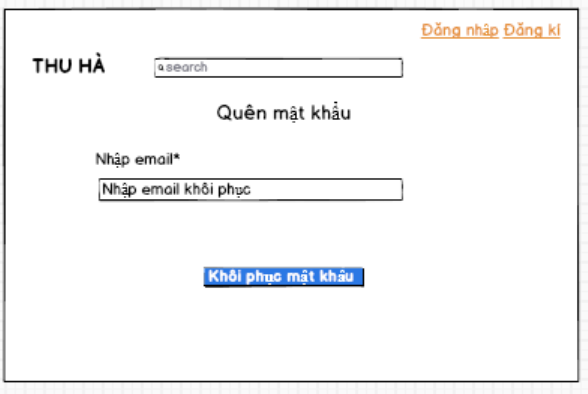 Đăng nhập Đăng kí
THU HÀ
search
Quên mật khẩu
Nhập email*
Nhập email khôi phục
Khôi phục mật khẩu